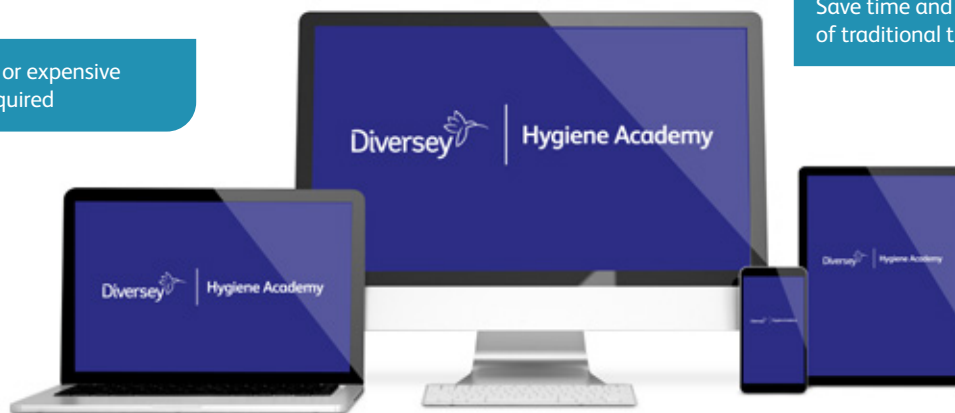 Save time and
of traditional t
or expensive
quired
Diversey | Hygiene Academy
Diversey | Hygiene Academy
Diversey | Hygiene Academy